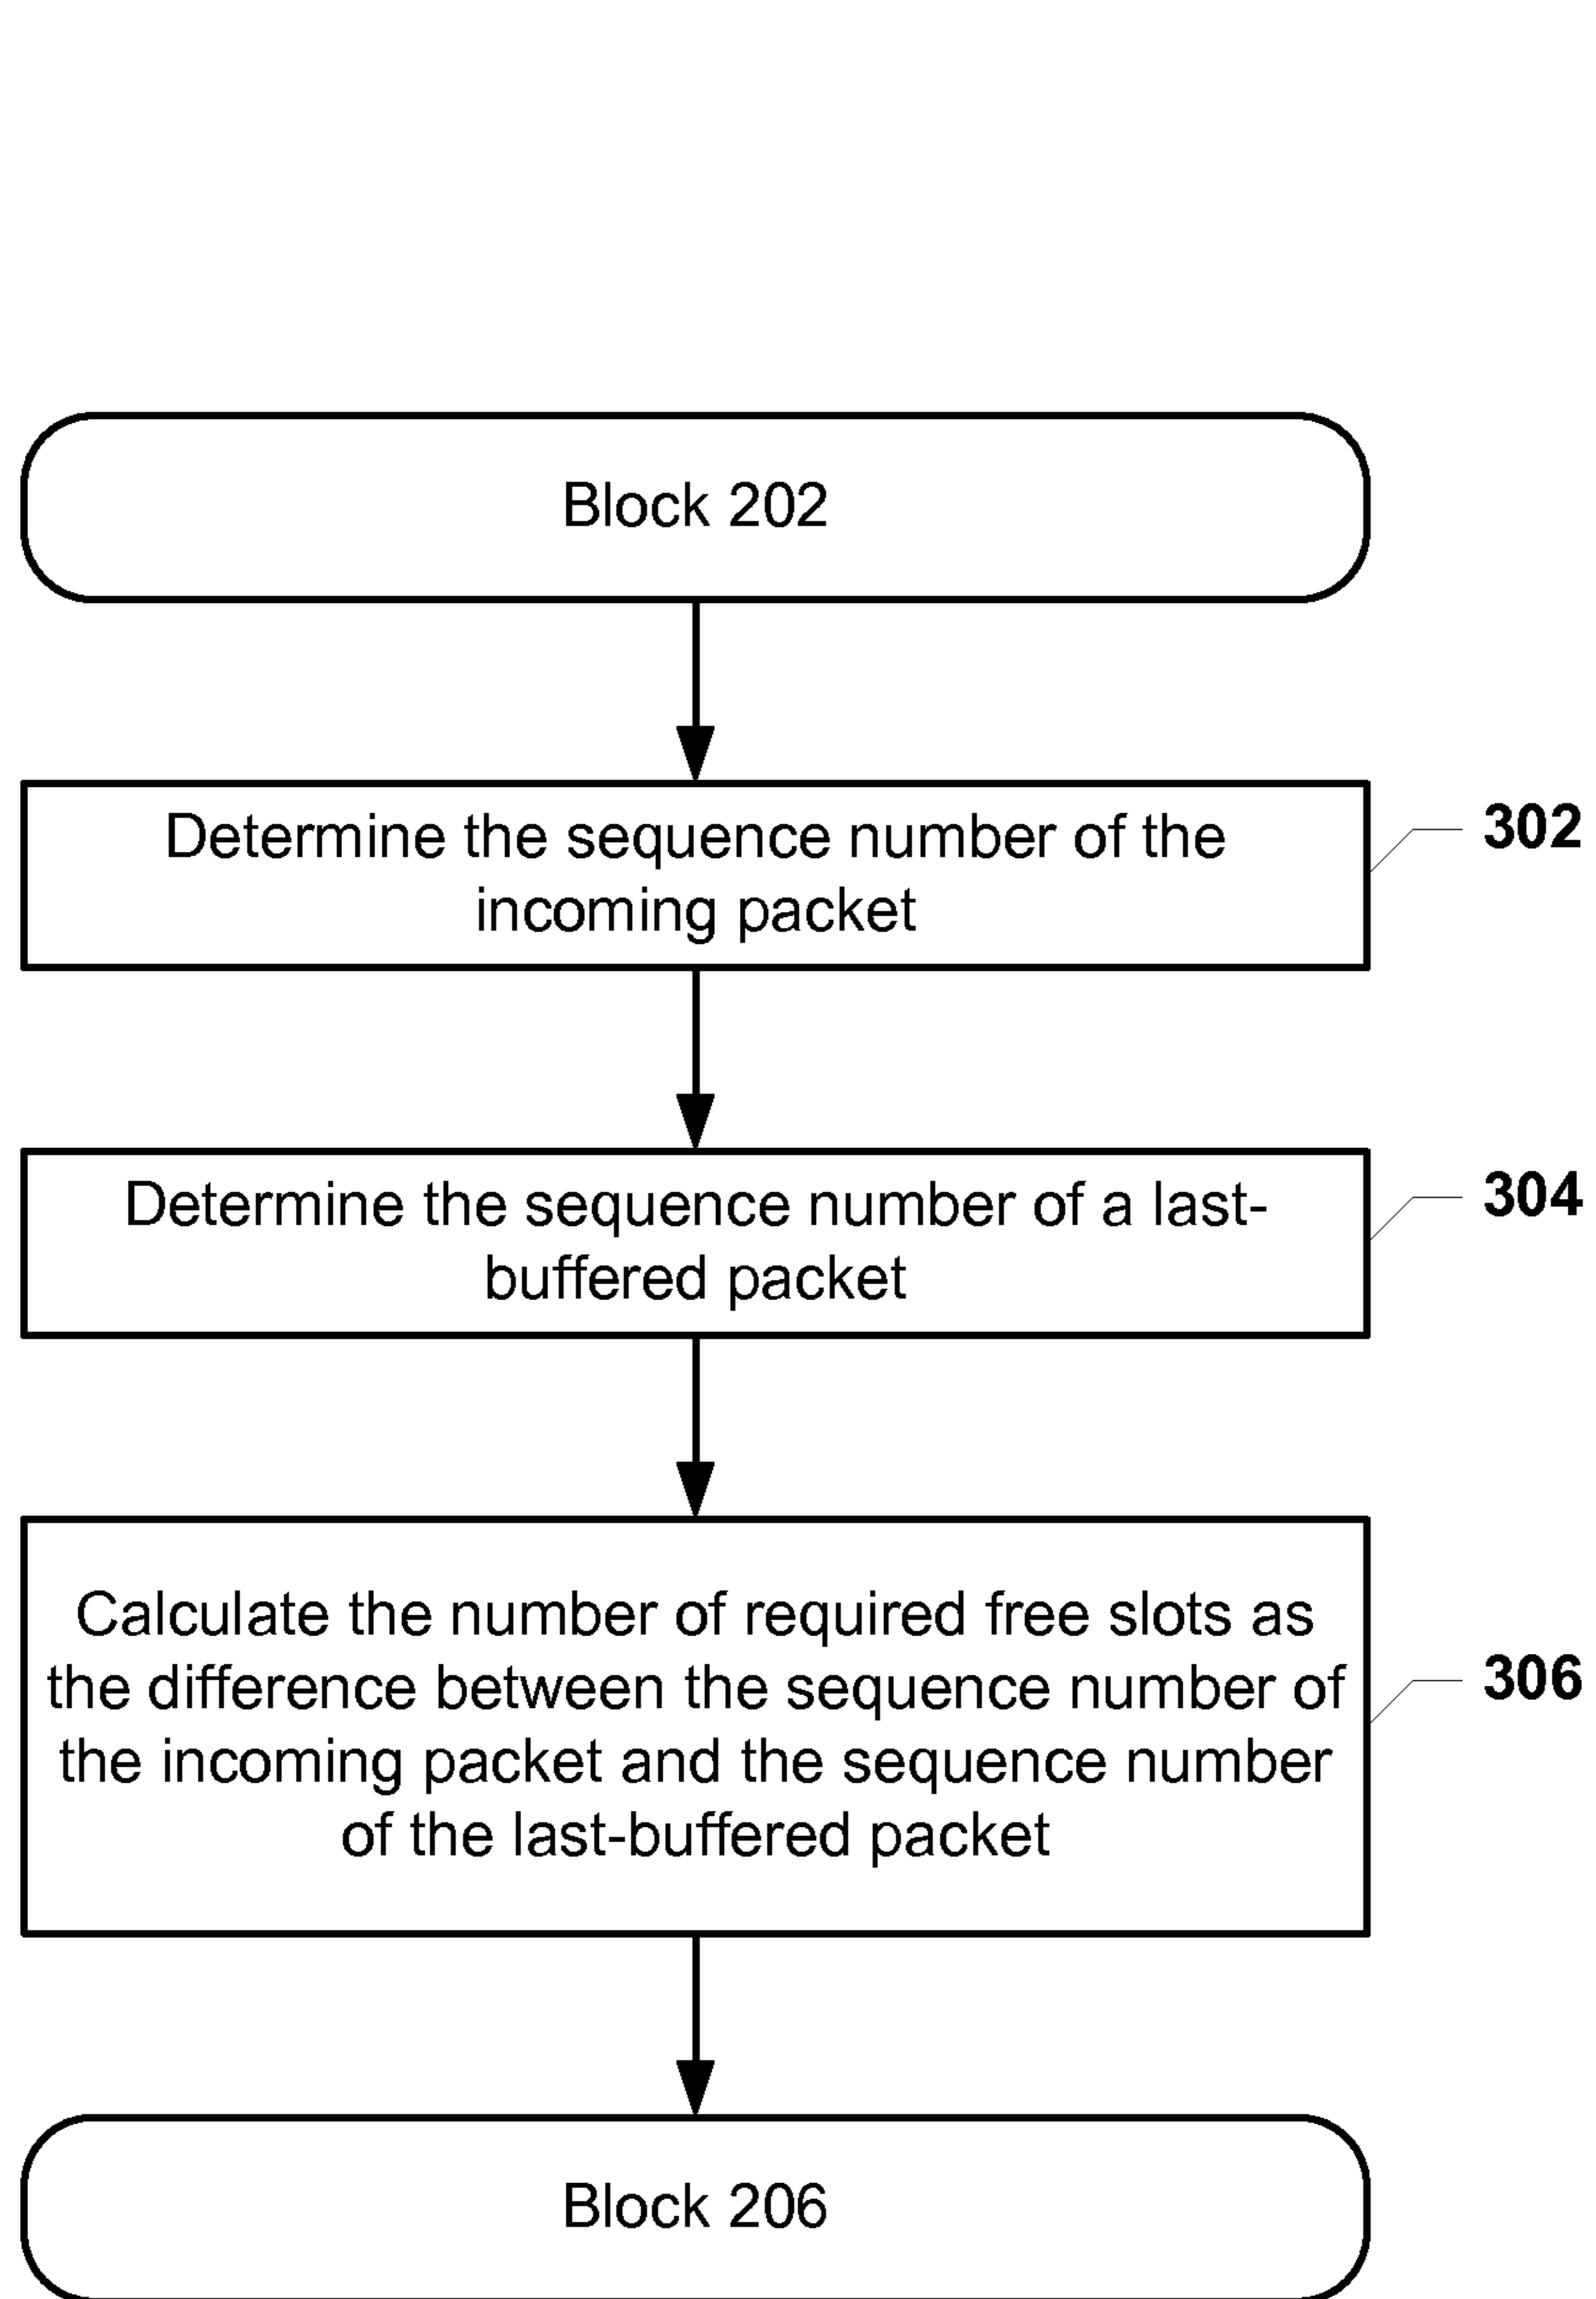 Block 202
Determine the sequence number of the
incoming packet
302
Determine the sequence number of a last-
buffered packet
304
Calculate the number of required free slots as
the difference between the sequence number of
the incoming packet and the sequence number
of the last-buffered packet
306
Block 206